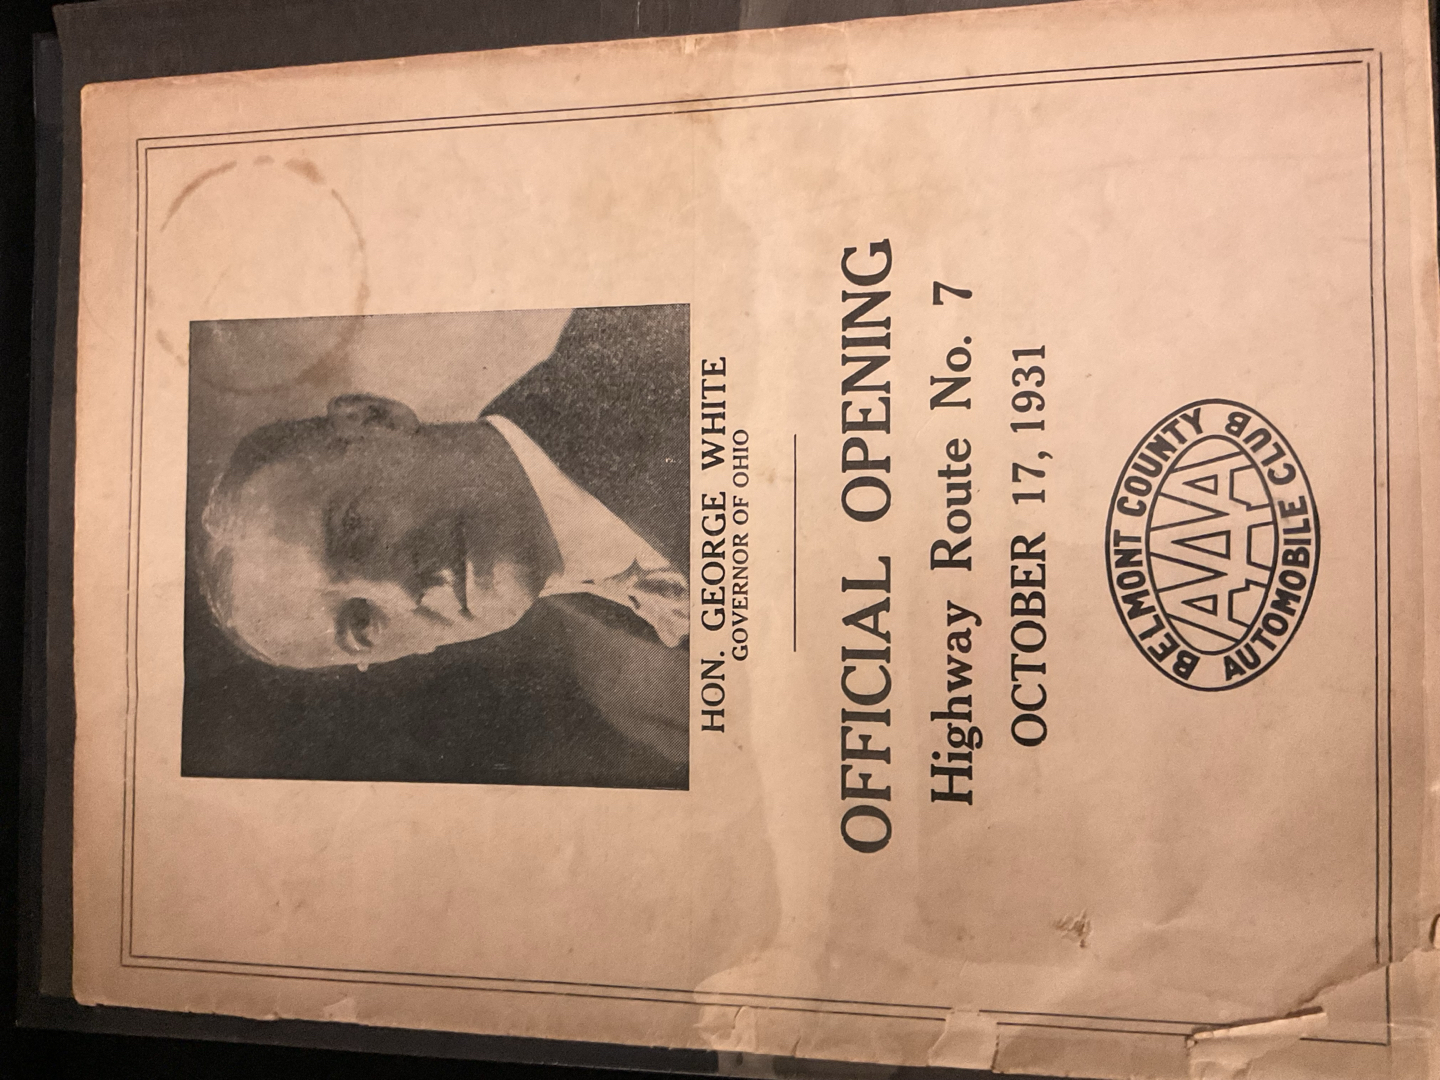 HON. GEORGE WHITE
GOVERNOR OF OHIO
OFFICIAL OPENING
Highway Route No. 7
OCTOBER 17, 1931
BELMONT COUNTY
AAA
AUTOMOBILE CLUB